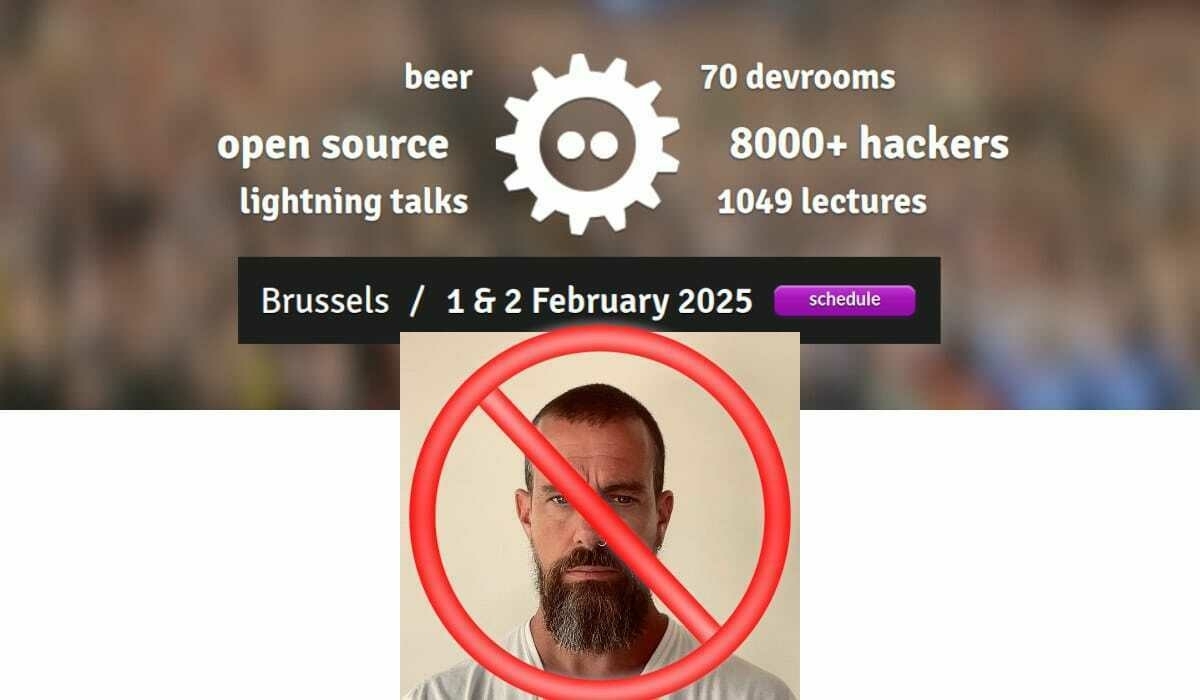 beer
70 devrooms
open source
8000+ hackers
lightning talks
1049 lectures
Brussels / 1 & 2 February 2025 schedule